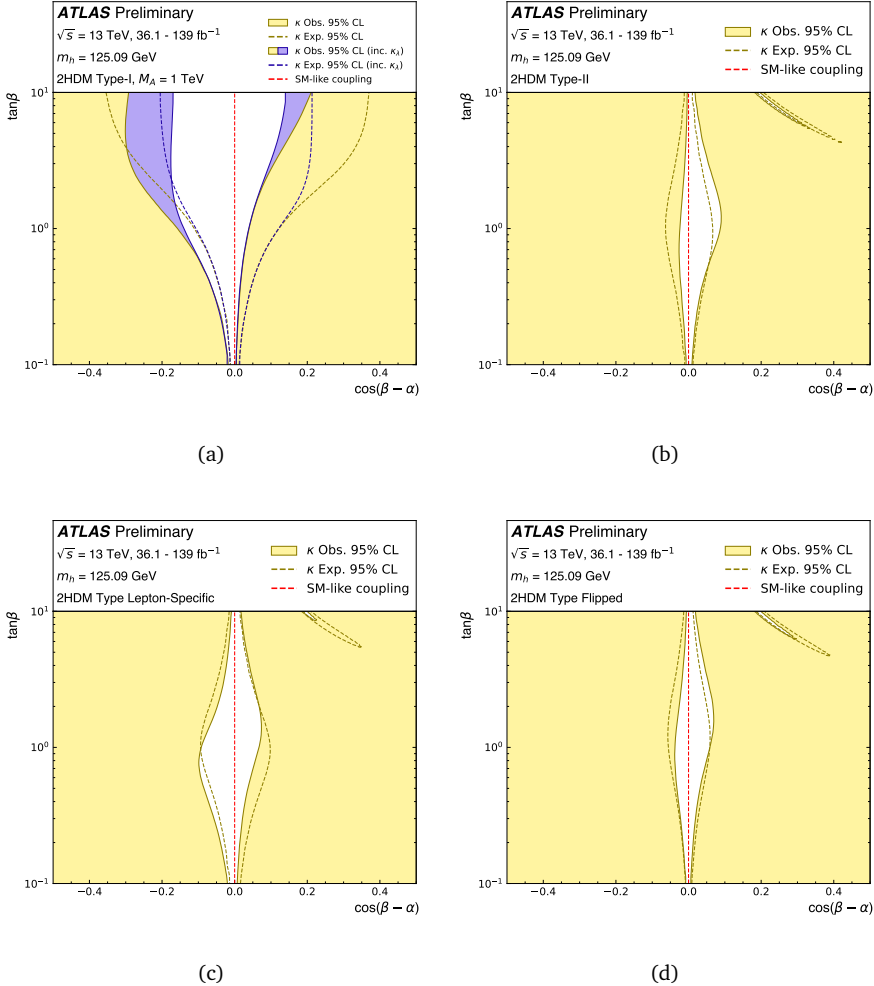 ATLAS Preliminary
√s = 13 TeV, 36.1 - 139 fb⁻¹
m_h = 125.09 GeV
2HDM Type-I, M_A = 1 TeV
κ Obs. 95% CL
κ Exp. 95% CL
κ Obs. 95% CL (inc. κ_λ)
κ Exp. 95% CL (inc. κ_λ)
SM-like coupling
tanβ
10¹
10⁰
10⁻¹
−0.4 −0.2 0.0 0.2 0.4
cos(β − α)
(a)
ATLAS Preliminary
√s = 13 TeV, 36.1 - 139 fb⁻¹
m_h = 125.09 GeV
2HDM Type-II
κ Obs. 95% CL
κ Exp. 95% CL
SM-like coupling
tanβ
10¹
10⁰
10⁻¹
−0.4 −0.2 0.0 0.2 0.4
cos(β − α)
(b)
ATLAS Preliminary
√s = 13 TeV, 36.1 - 139 fb⁻¹
m_h = 125.09 GeV
2HDM Type Lepton-Specific
κ Obs. 95% CL
κ Exp. 95% CL
SM-like coupling
tanβ
10¹
10⁰
10⁻¹
−0.4 −0.2 0.0 0.2 0.4
cos(β − α)
(c)
ATLAS Preliminary
√s = 13 TeV, 36.1 - 139 fb⁻¹
m_h = 125.09 GeV
2HDM Type Flipped
κ Obs. 95% CL
κ Exp. 95% CL
SM-like coupling
tanβ
10¹
10⁰
10⁻¹
−0.4 −0.2 0.0 0.2 0.4
cos(β − α)
(d)